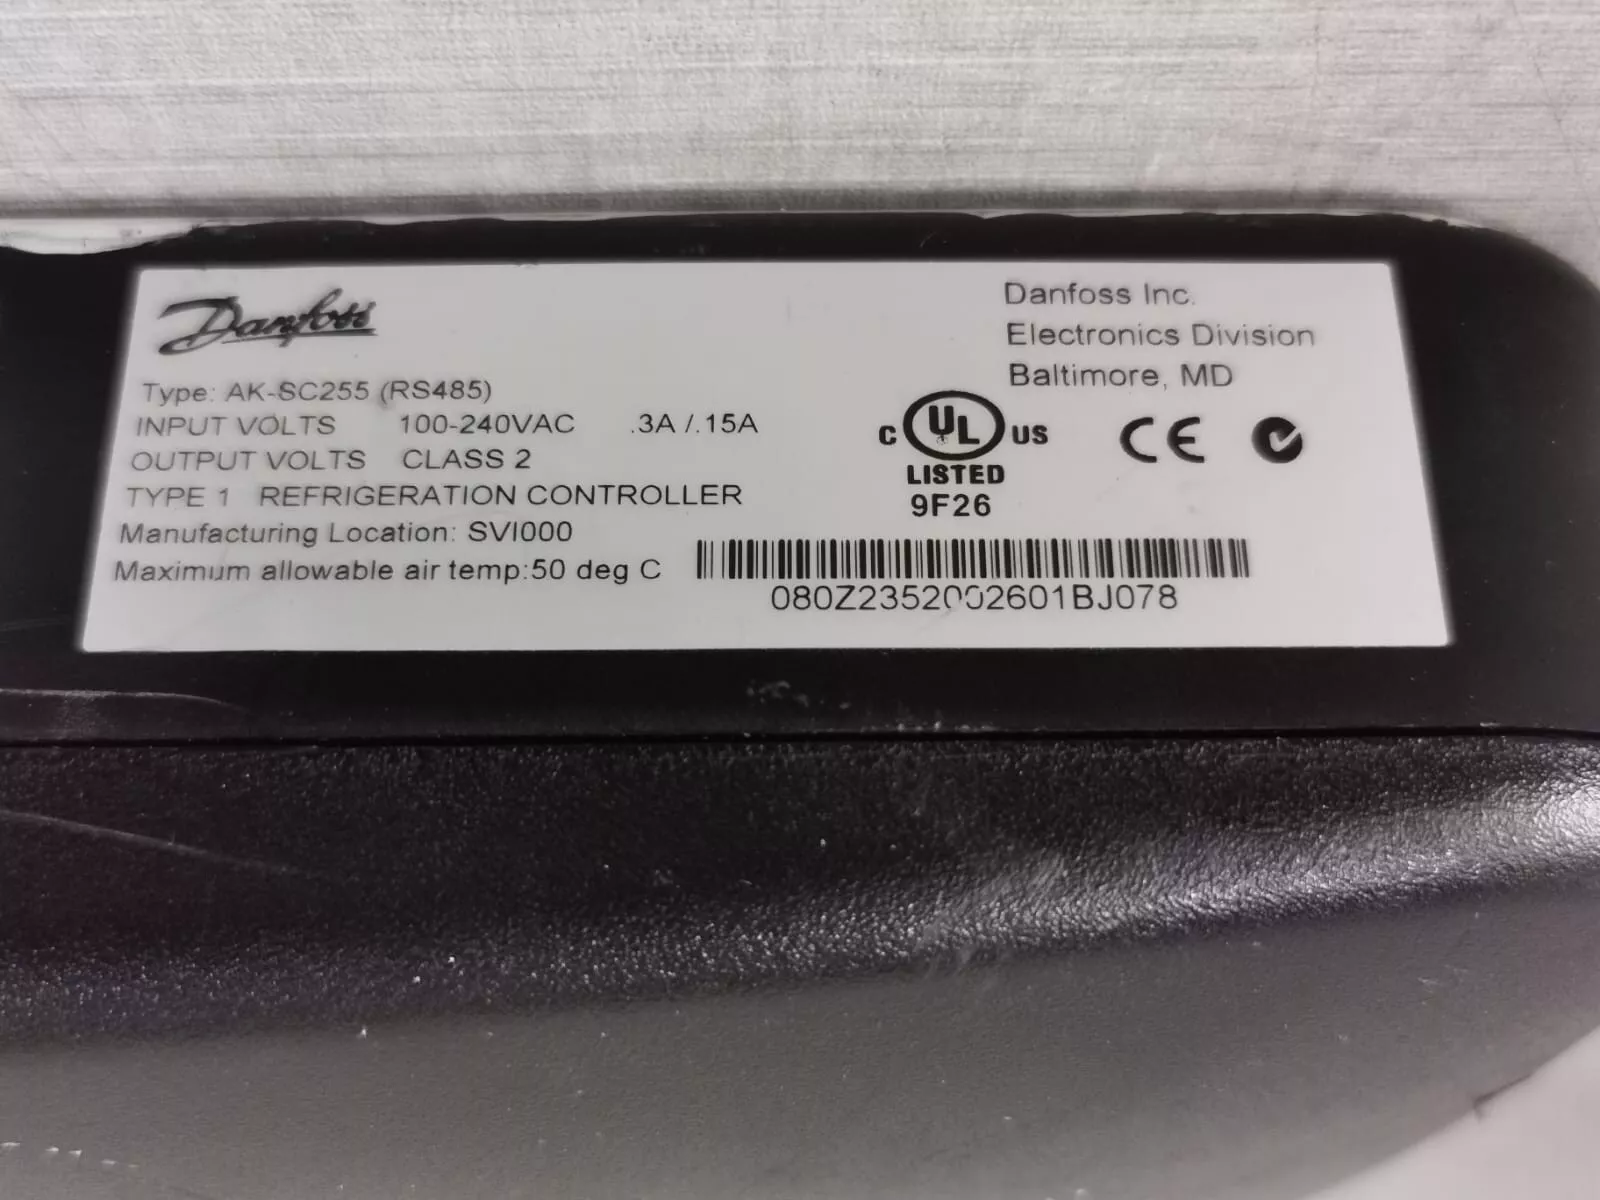 Danfoss
Danfoss Inc.
Electronics Division
Baltimore, MD
Type: AK-SC255 (RS485)
INPUT VOLTS 100-240VAC .3A /.15A
OUTPUT VOLTS CLASS 2
TYPE 1 REFRIGERATION CONTROLLER
Manufacturing Location: SVI000
Maximum allowable air temp:50 deg C
C UL US
LISTED
9F26
CE
080Z2352002601BJ078